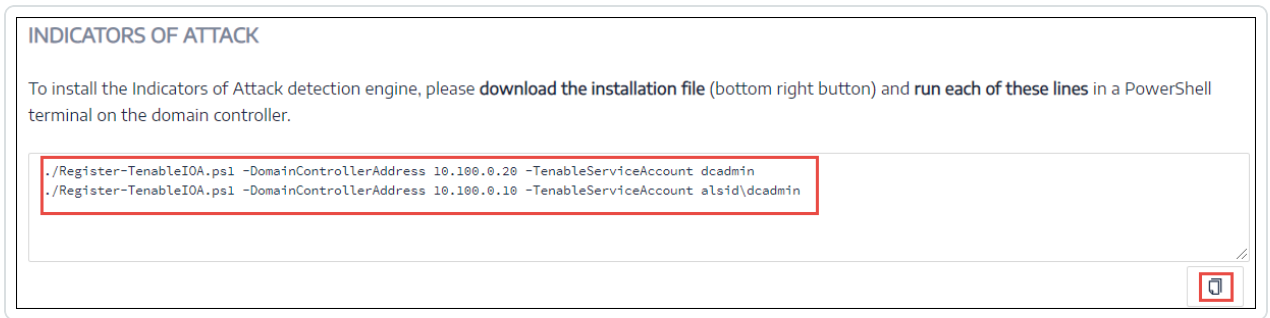 INDICATORS OF ATTACK
To install the Indicators of Attack detection engine, please download the installation file (bottom right button) and run each of these lines in a PowerShell
terminal on the domain controller.
./Register-TenableIOA.ps1 -DomainControllerAddress 10.100.0.20 -TenableServiceAccount dcadmin
./Register-TenableIOA.ps1 -DomainControllerAddress 10.100.0.10 -TenableServiceAccount alsid\dcadmin